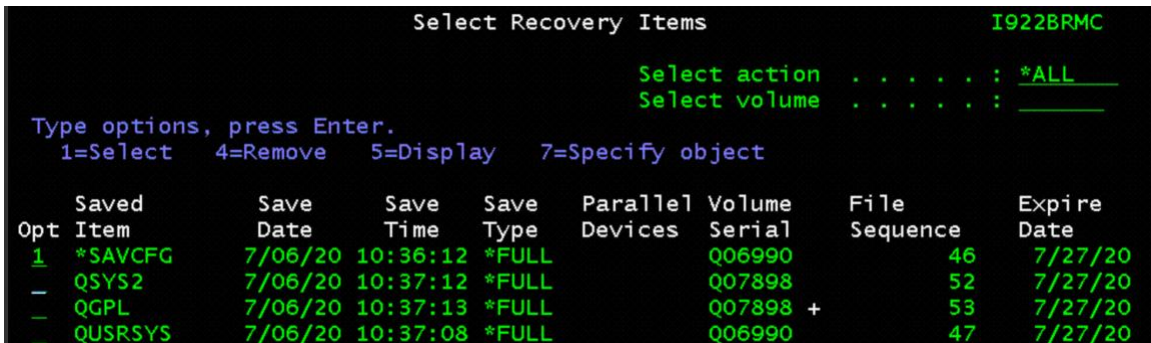 Select Recovery Items I922BRMC
Select action . . . . . : *ALL
Select volume . . . . . :
Type options, press Enter.
1=Select 4=Remove 5=Display 7=Specify object
Saved Save Save Save Parallel Volume File Expire
Opt Item Date Time Type Devices Serial Sequence Date
1 *SAVCFG 7/06/20 10:36:12 *FULL Q06990 46 7/27/20
QSYS2 7/06/20 10:37:12 *FULL Q07898 52 7/27/20
QGPL 7/06/20 10:37:13 *FULL Q07898 + 53 7/27/20
QUSRSYS 7/06/20 10:37:08 *FULL Q06990 47 7/27/20